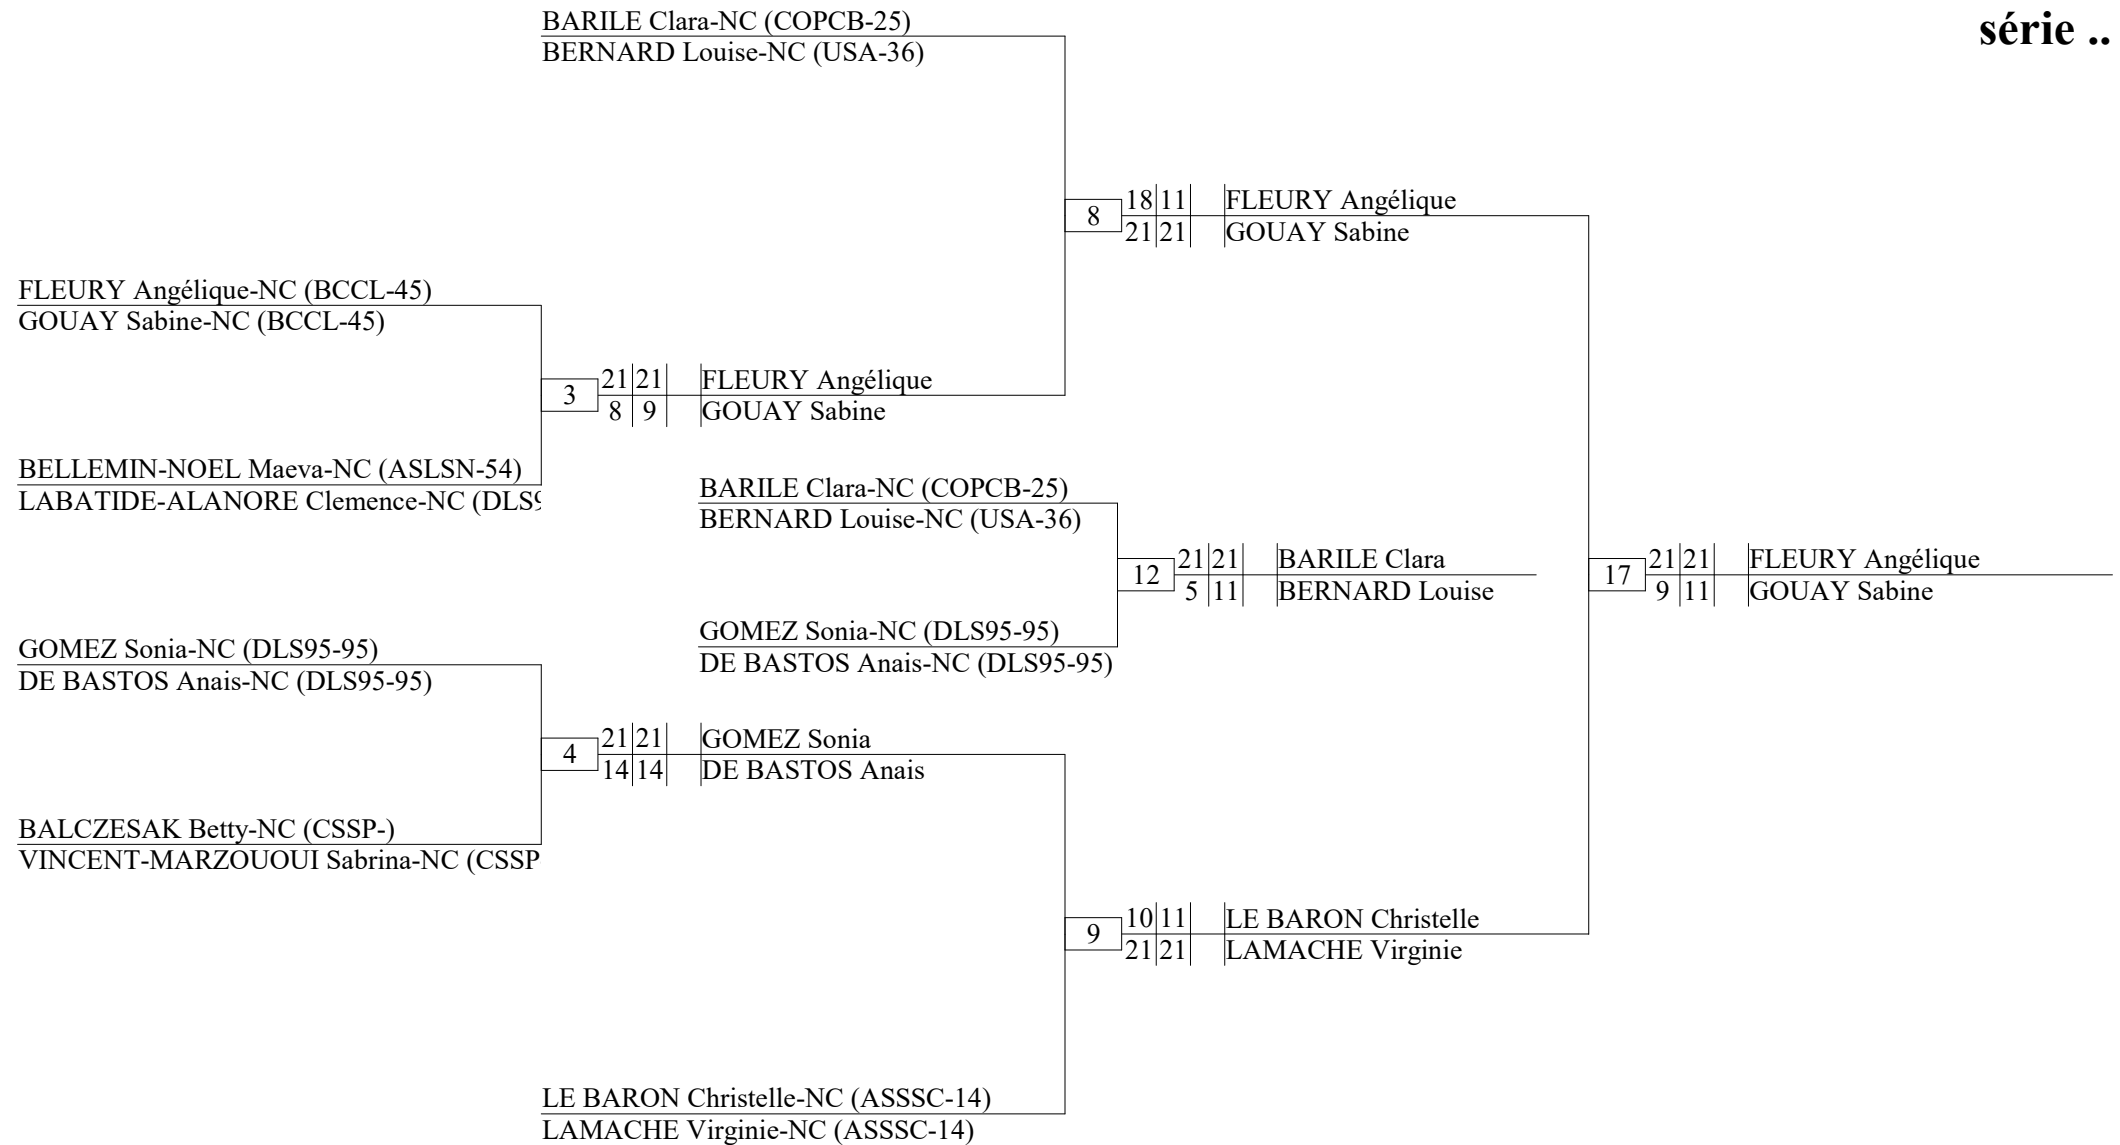 BARILE Clara-NC (COPCB-25)
série ..
BERNARD Louise-NC (USA-36)
18 11 FLEURY Angélique
8
21 21 GOUAY Sabine
FLEURY Angélique-NC (BCCL-45)
GOUAY Sabine-NC (BCCL-45)
21 21 FLEURY Angélique
3
8 9 GOUAY Sabine
BELLEMIN-NOEL Maeva-NC (ASLSN-54)
LABATIDE-ALANORE Clemence-NC (DLS9
BARILE Clara-NC (COPCB-25)
BERNARD Louise-NC (USA-36)
21 21 BARILE Clara
12
5 11 BERNARD Louise
21 21 FLEURY Angélique
17
9 11 GOUAY Sabine
GOMEZ Sonia-NC (DLS95-95)
DE BASTOS Anais-NC (DLS95-95)
GOMEZ Sonia-NC (DLS95-95)
DE BASTOS Anais-NC (DLS95-95)
21 21 GOMEZ Sonia
4
14 14 DE BASTOS Anais
BALCZESAK Betty-NC (CSSP-)
VINCENT-MARZOUOUI Sabrina-NC (CSSP
10 11 LE BARON Christelle
9
21 21 LAMACHE Virginie
LE BARON Christelle-NC (ASSSC-14)
LAMACHE Virginie-NC (ASSSC-14)